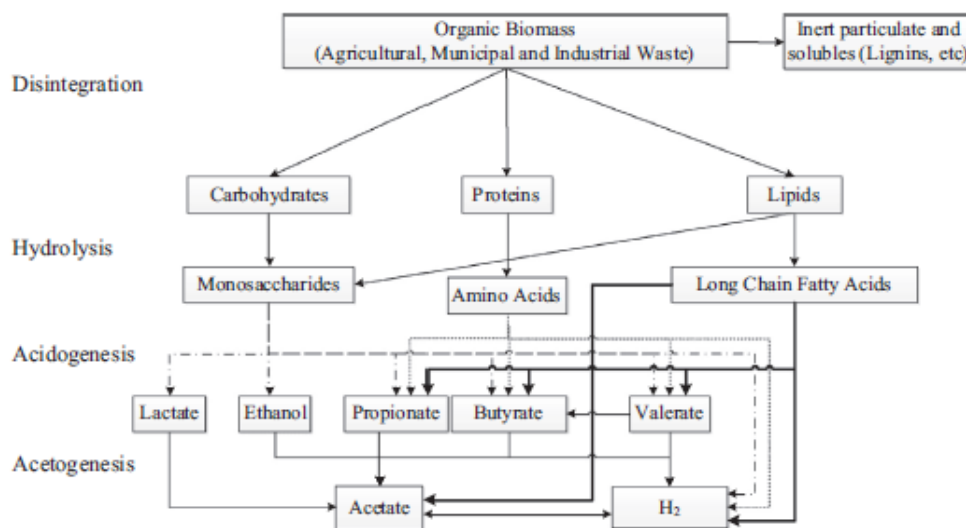 Organic Biomass
(Agricultural, Municipal and Industrial Waste)
Inert particulate and
solubles (Lignins, etc)
Disintegration
Carbohydrates
Proteins
Lipids
Hydrolysis
Monosaccharides
Amino Acids
Long Chain Fatty Acids
Acidogenesis
Lactate
Ethanol
Propionate
Butyrate
Valerate
Acetogenesis
Acetate
H₂